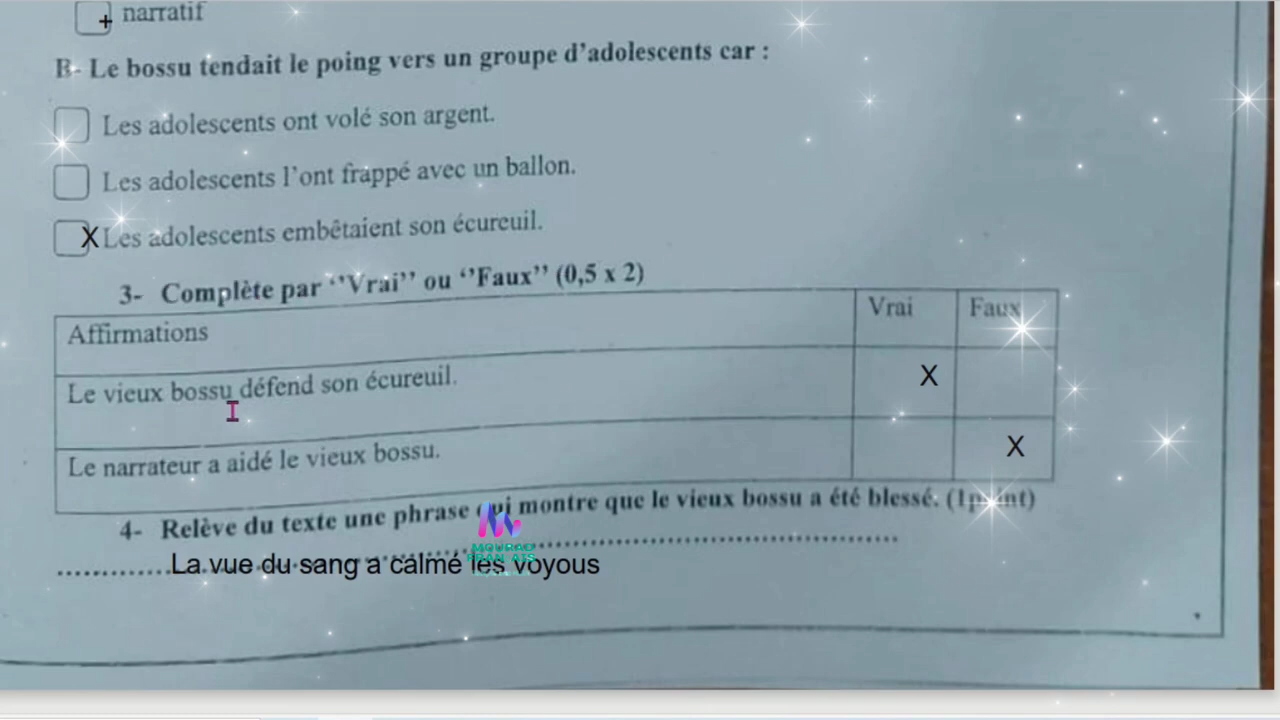 + narratif
B- Le bossu tendait le poing vers un groupe d'adolescents car :
Les adolescents ont volé son argent.
Les adolescents l'ont frappé avec un ballon.
X Les adolescents embêtaient son écureuil.
3- Complète par ‘’Vrai’’ ou ‘’Faux’’ (0,5 x 2)
Affirmations Vrai Faux
Le vieux bossu défend son écureuil. X
Le narrateur a aidé le vieux bossu. X
4- Relève du texte une phrase qui montre que le vieux bossu a été blessé. (1point)
MOURAD
FRANÇAIS
La vue du sang a calmé les voyous